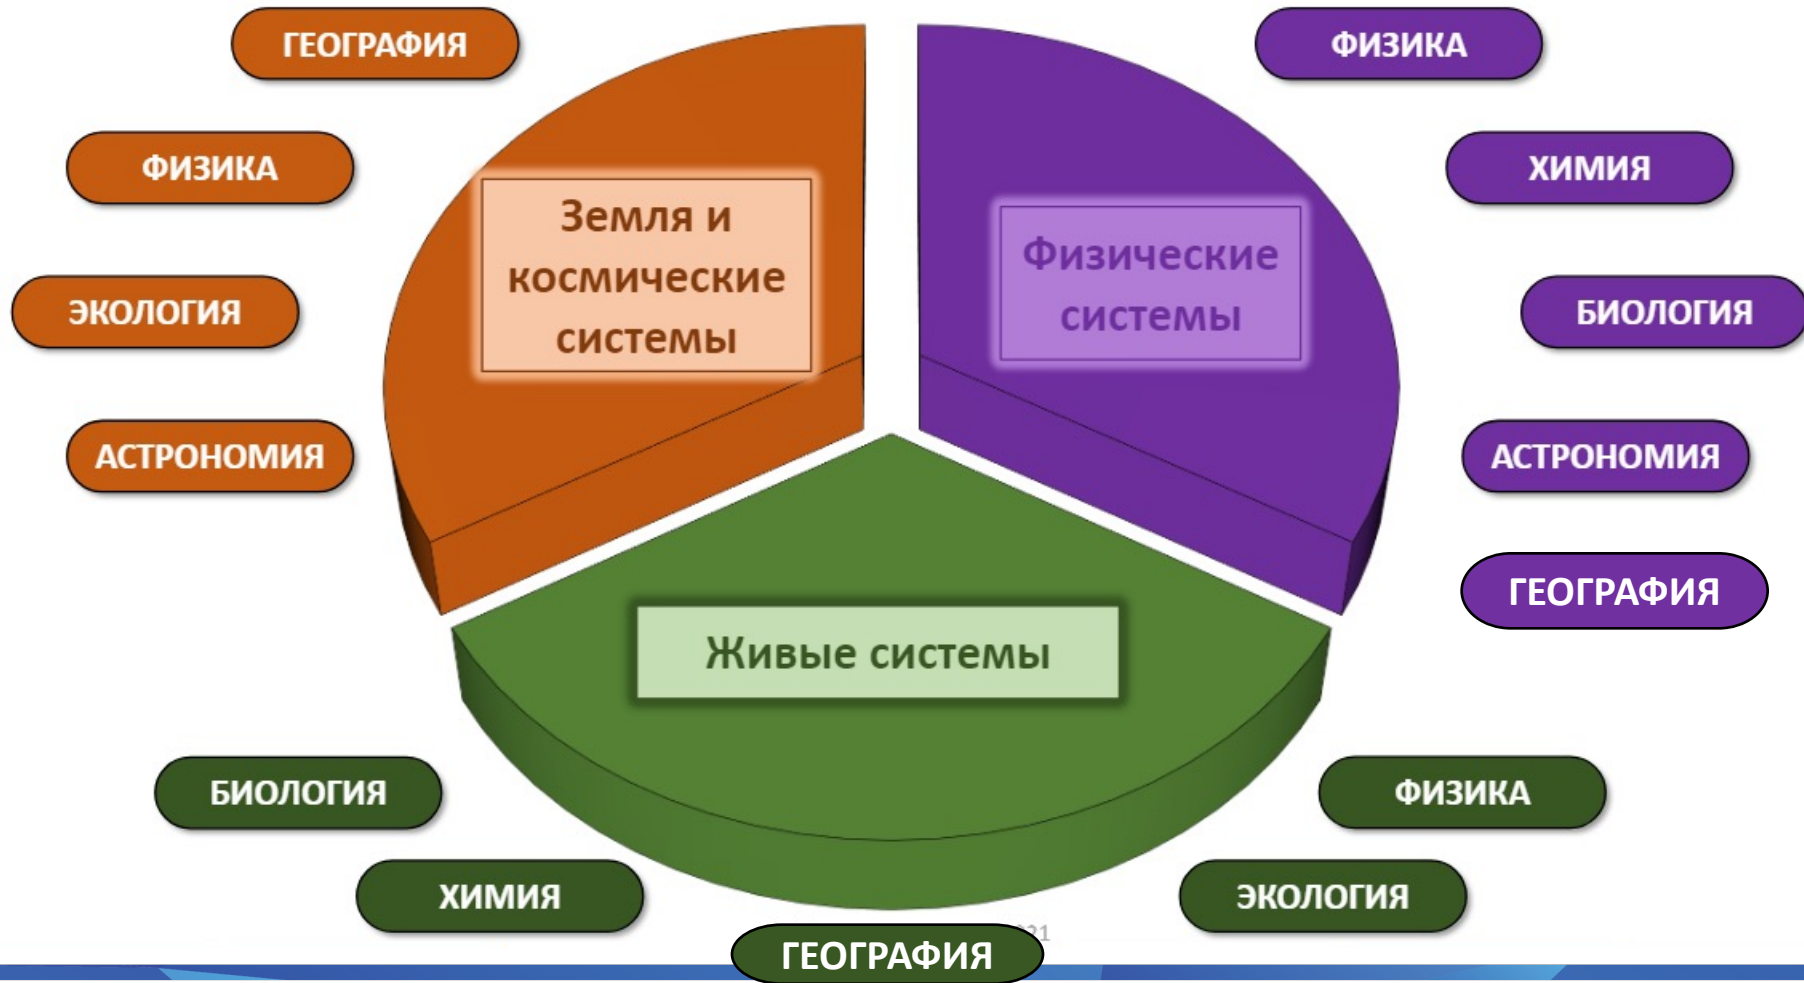 ГЕОГРАФИЯ
ФИЗИКА
ЭКОЛОГИЯ
АСТРОНОМИЯ
Земля и
космические
системы
Физические
системы
ФИЗИКА
ХИМИЯ
БИОЛОГИЯ
АСТРОНОМИЯ
ГЕОГРАФИЯ
Живые системы
БИОЛОГИЯ
ХИМИЯ
ГЕОГРАФИЯ
ЭКОЛОГИЯ
ФИЗИКА